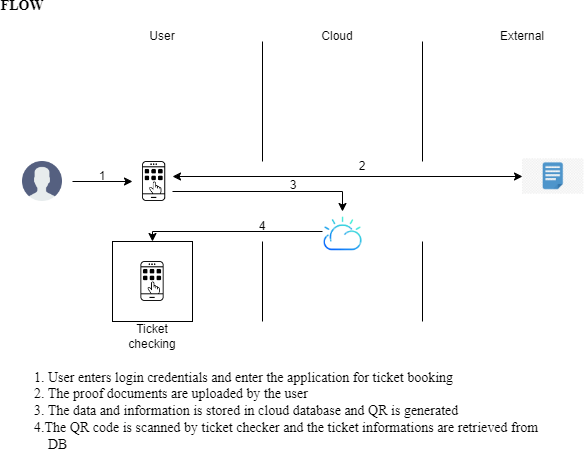 FLOW
User Cloud External
1
2
3
4
Ticket
checking
1. User enters login credentials and enter the application for ticket booking
2. The proof documents are uploaded by the user
3. The data and information is stored in cloud database and QR is generated
4.The QR code is scanned by ticket checker and the ticket informations are retrieved from
DB